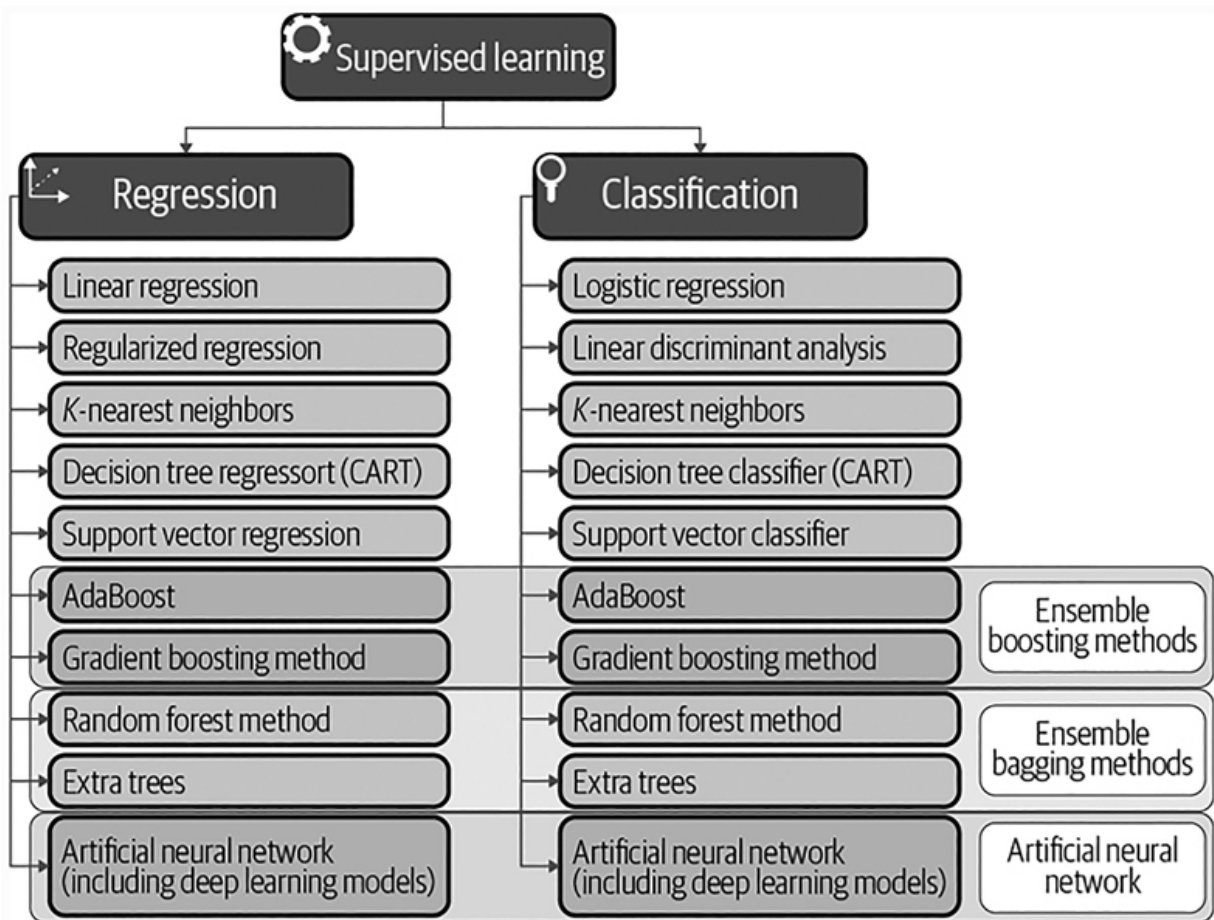 Supervised learning
Regression
Classification
Linear regression
Regularized regression
K-nearest neighbors
Decision tree regressort (CART)
Support vector regression
AdaBoost
Gradient boosting method
Random forest method
Extra trees
Artificial neural network
(including deep learning models)
Logistic regression
Linear discriminant analysis
K-nearest neighbors
Decision tree classifier (CART)
Support vector classifier
AdaBoost
Gradient boosting method
Random forest method
Extra trees
Artificial neural network
(including deep learning models)
Ensemble
boosting methods
Ensemble
bagging methods
Artificial neural
network